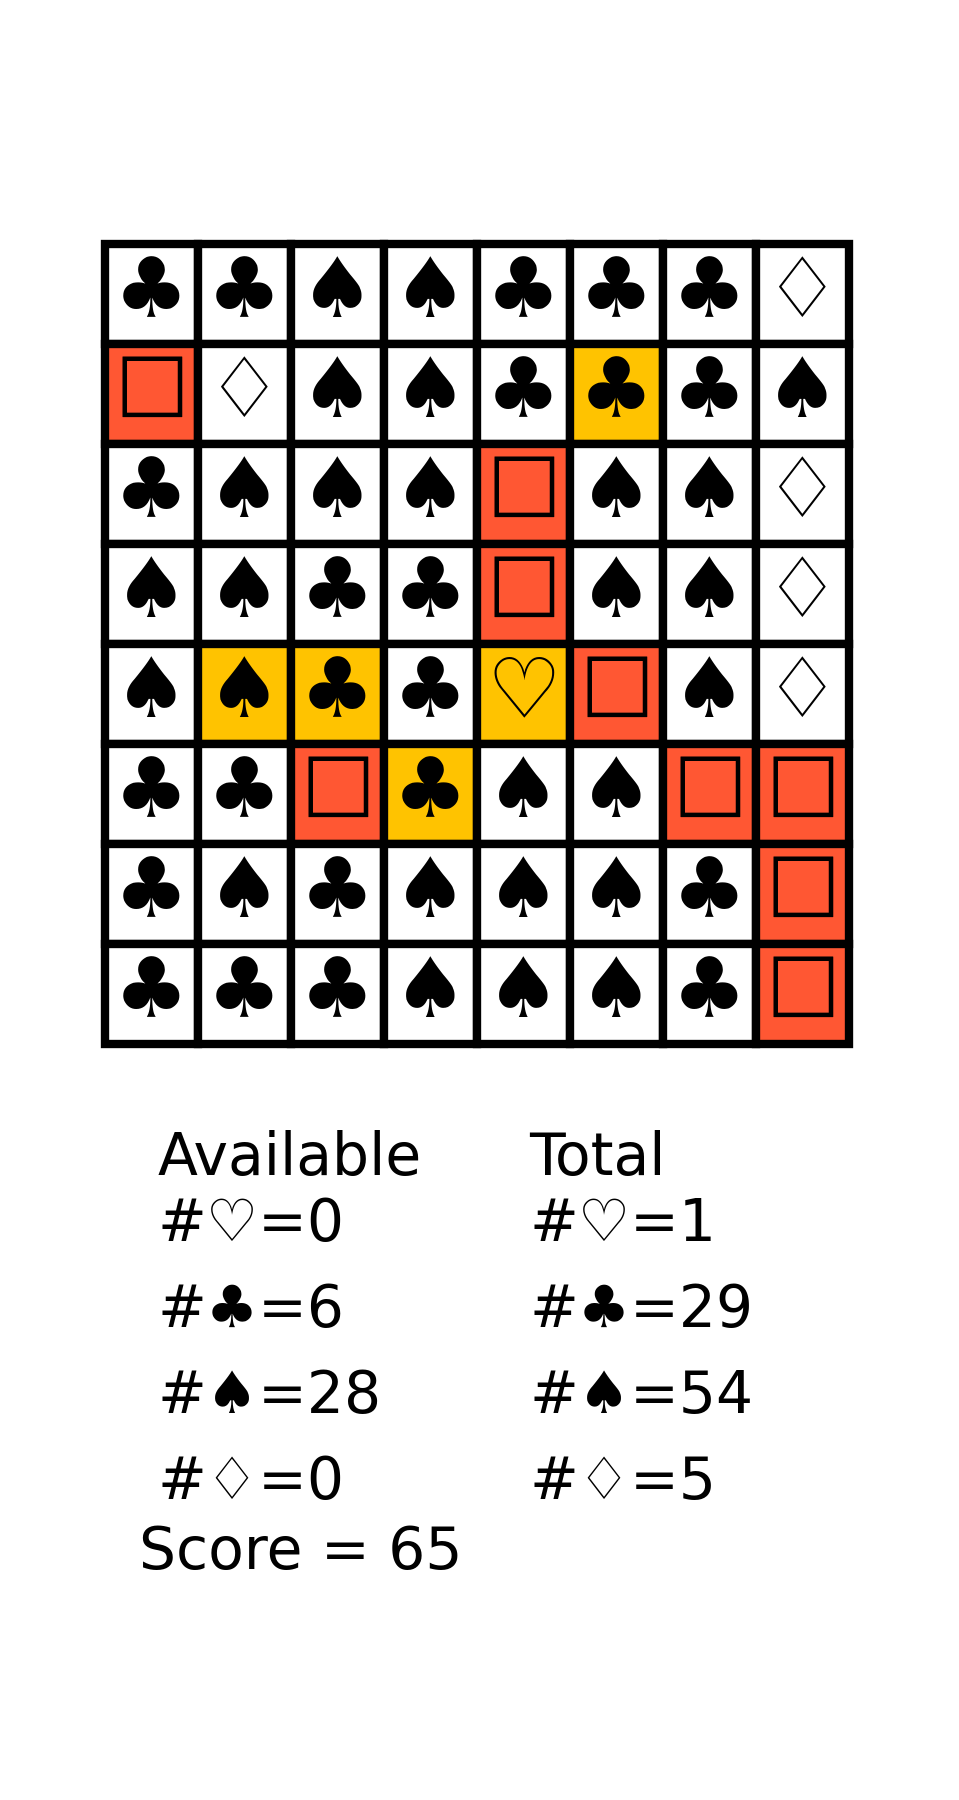 ♣ ♣ ♠ ♠ ♣ ♣ ♣ ♢
□ ♢ ♠ ♠ ♣ ♣ ♣ ♠
♣ ♠ ♠ ♠ □ ♠ ♠ ♢
♠ ♠ ♣ ♣ □ ♠ ♠ ♢
♠ ♠ ♣ ♣ ♡ □ ♠ ♢
♣ ♣ □ ♣ ♠ ♠ □ □
♣ ♠ ♣ ♠ ♠ ♠ ♣ □
♣ ♣ ♣ ♠ ♠ ♠ ♣ □
Available Total
#♡=0 #♡=1
#♣=6 #♣=29
#♠=28 #♠=54
#♢=0 #♢=5
Score = 65